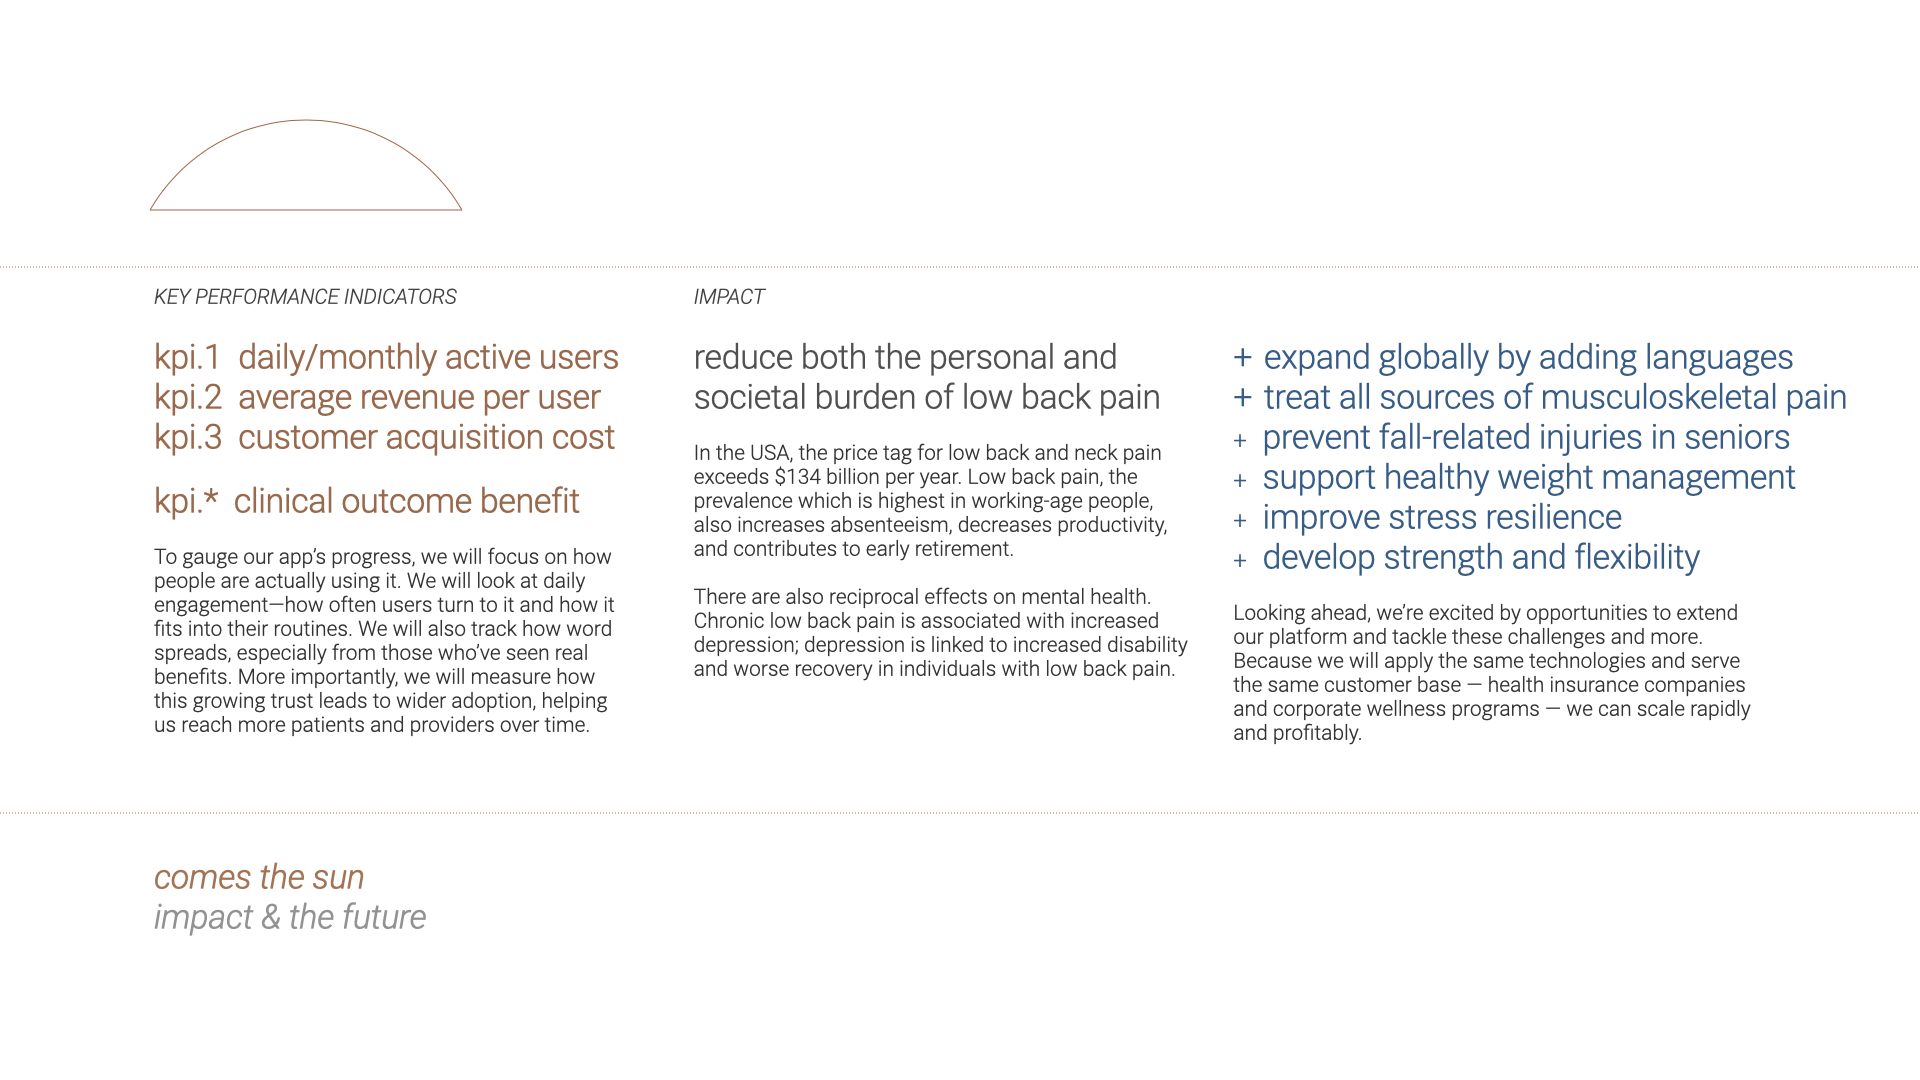 KEY PERFORMANCE INDICATORS
kpi.1 daily/monthly active users
kpi.2 average revenue per user
kpi.3 customer acquisition cost
kpi.* clinical outcome benefit
To gauge our app’s progress, we will focus on how
people are actually using it. We will look at daily
engagement—how often users turn to it and how it
fits into their routines. We will also track how word
spreads, especially from those who’ve seen real
benefits. More importantly, we will measure how
this growing trust leads to wider adoption, helping
us reach more patients and providers over time.
IMPACT
reduce both the personal and
societal burden of low back pain
In the USA, the price tag for low back and neck pain
exceeds $134 billion per year. Low back pain, the
prevalence which is highest in working-age people,
also increases absenteeism, decreases productivity,
and contributes to early retirement.
There are also reciprocal effects on mental health.
Chronic low back pain is associated with increased
depression; depression is linked to increased disability
and worse recovery in individuals with low back pain.
+ expand globally by adding languages
+ treat all sources of musculoskeletal pain
+ prevent fall-related injuries in seniors
+ support healthy weight management
+ improve stress resilience
+ develop strength and flexibility
Looking ahead, we’re excited by opportunities to extend
our platform and tackle these challenges and more.
Because we will apply the same technologies and serve
the same customer base — health insurance companies
and corporate wellness programs — we can scale rapidly
and profitably.
comes the sun
impact & the future